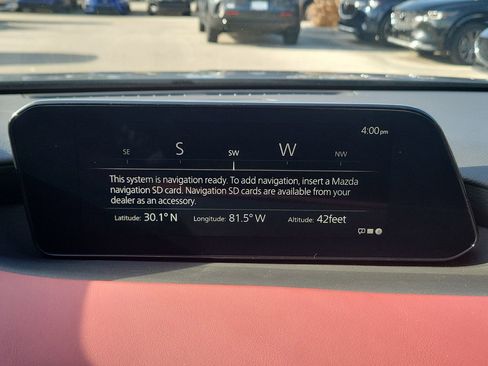 4:00pm
SE S SW W NW
This system is navigation ready. To add navigation, insert a Mazda
navigation SD card. Navigation SD cards are available from your
dealer as an accessory.
Latitude: 30.1° N Longitude: 81.5° W Altitude: 42feet